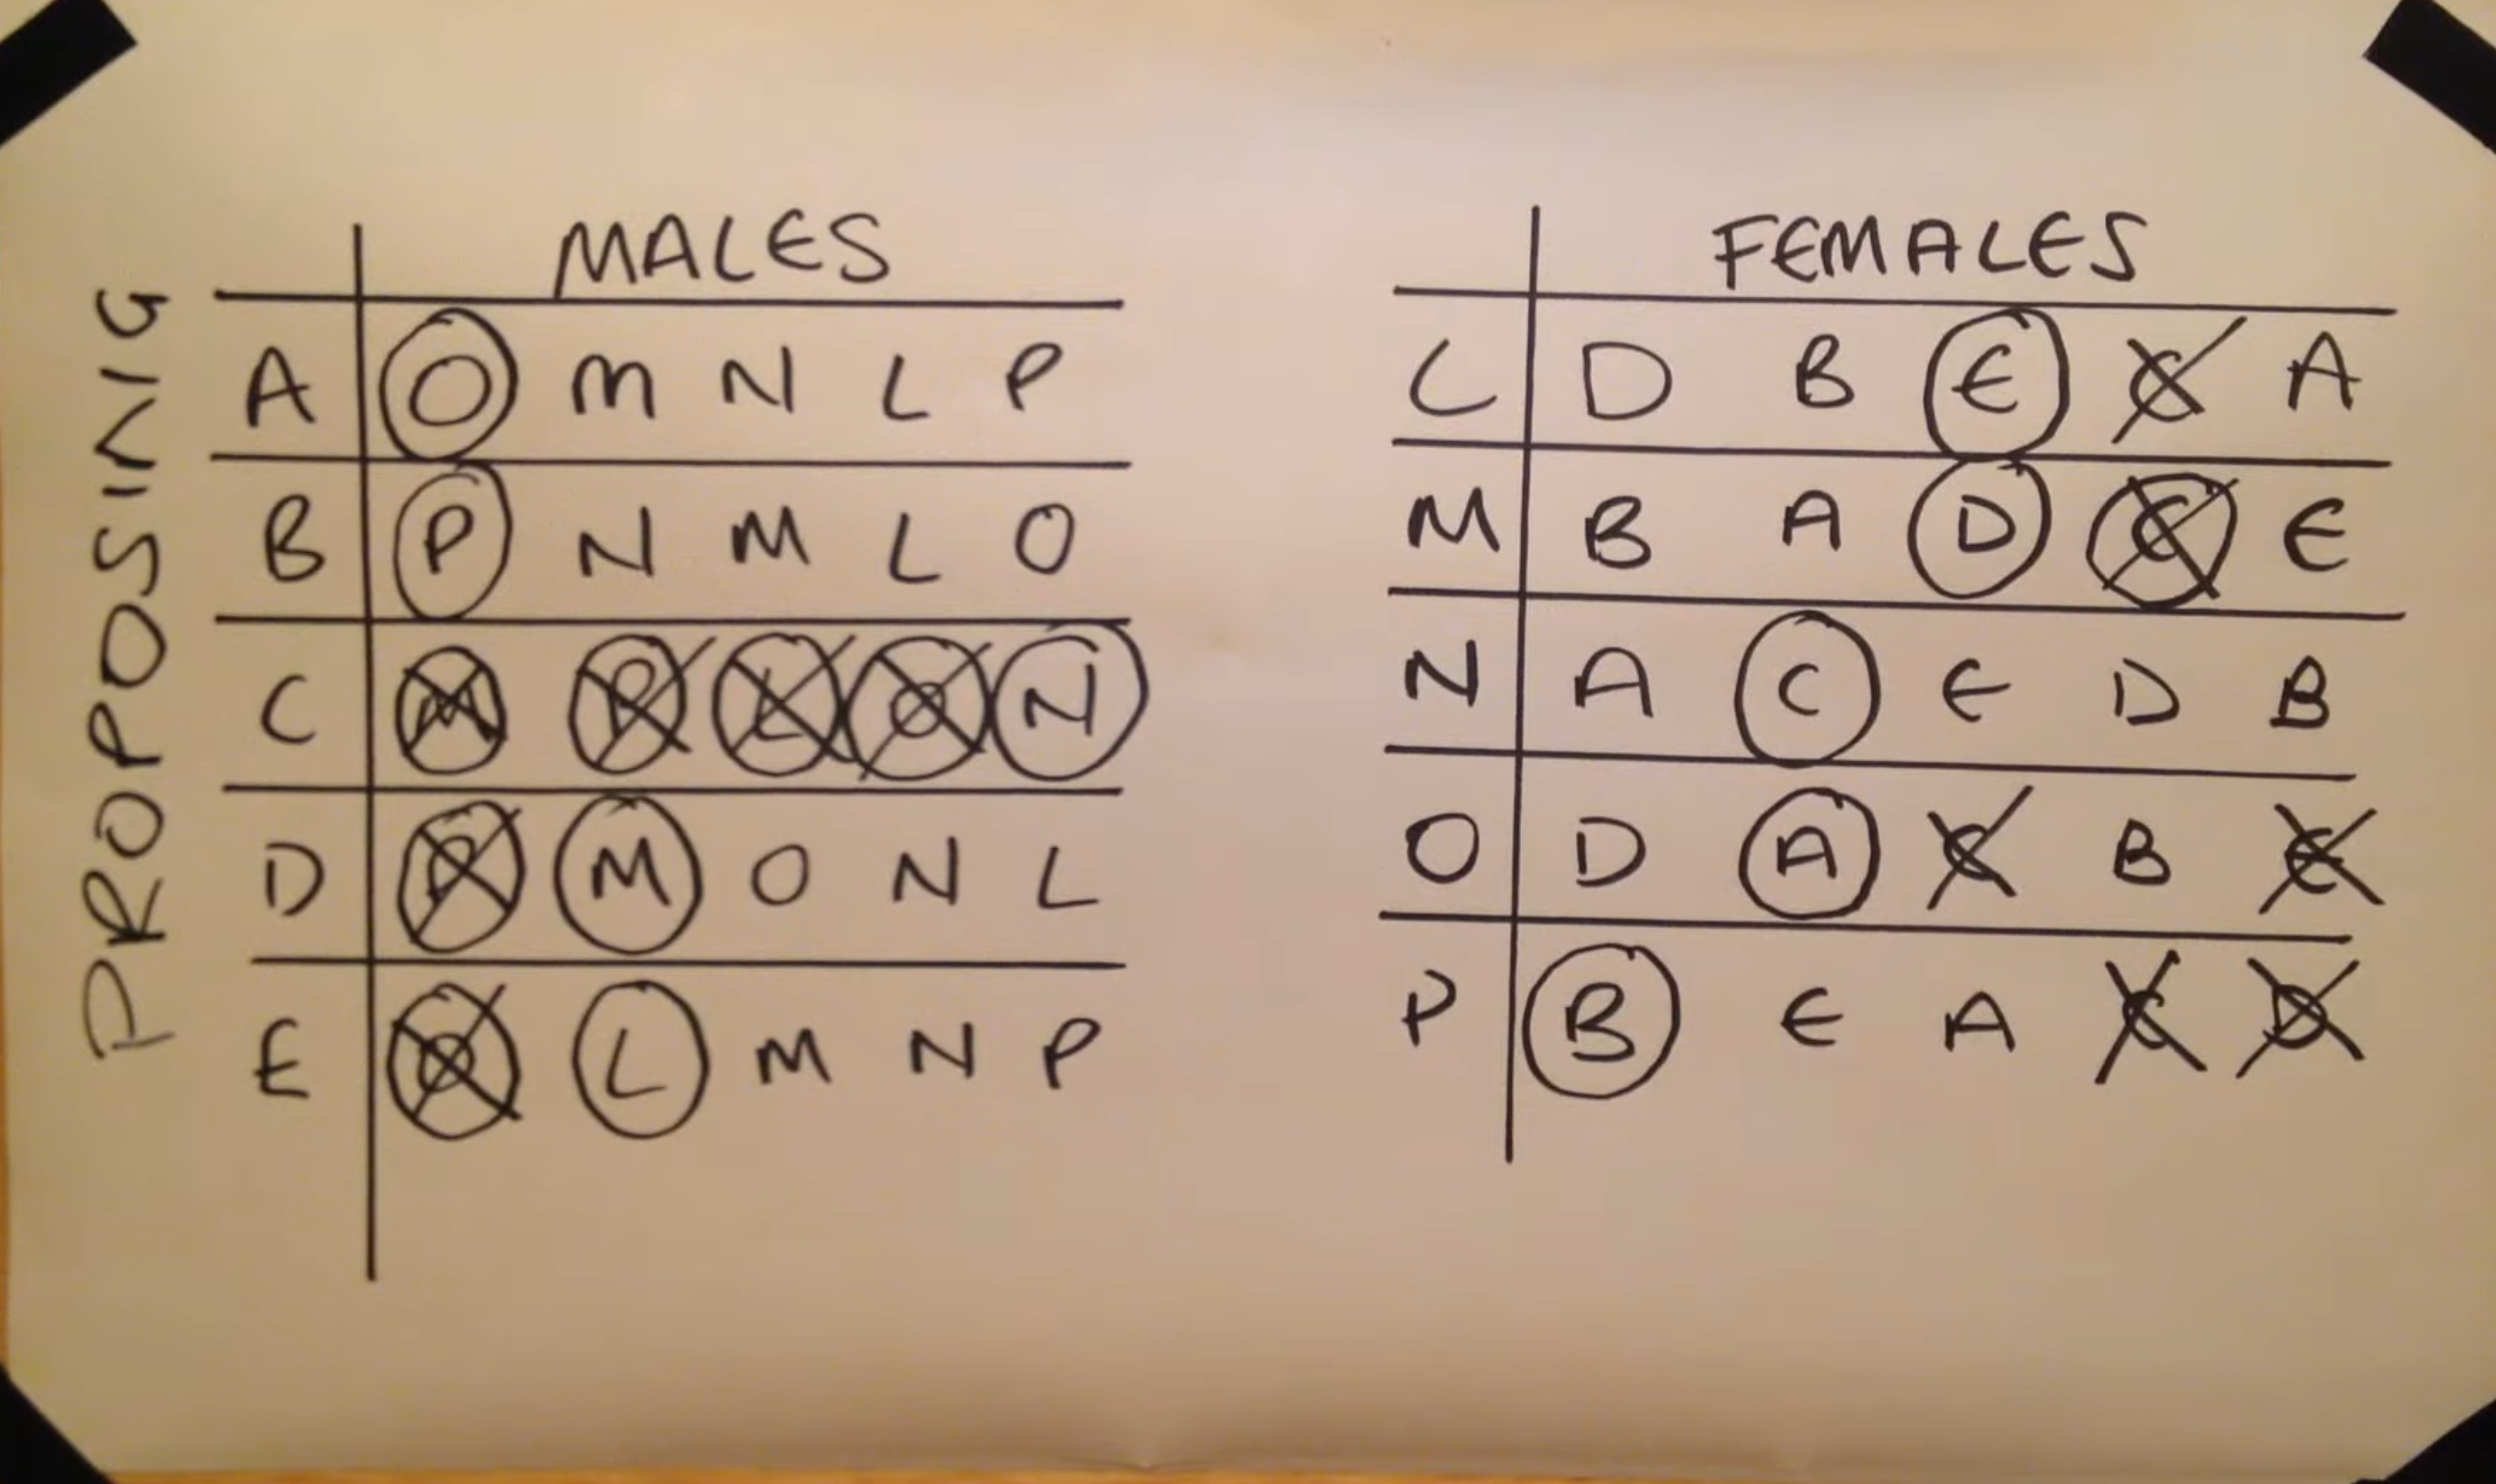 PROPOSING
MALES
A O M N L P
B P N M L O
C M P L O N
D P M O N L
E O L M N P
FEMALES
L D B E C A
M B A D C E
N A C E D B
O D A C B E
P B E A C D